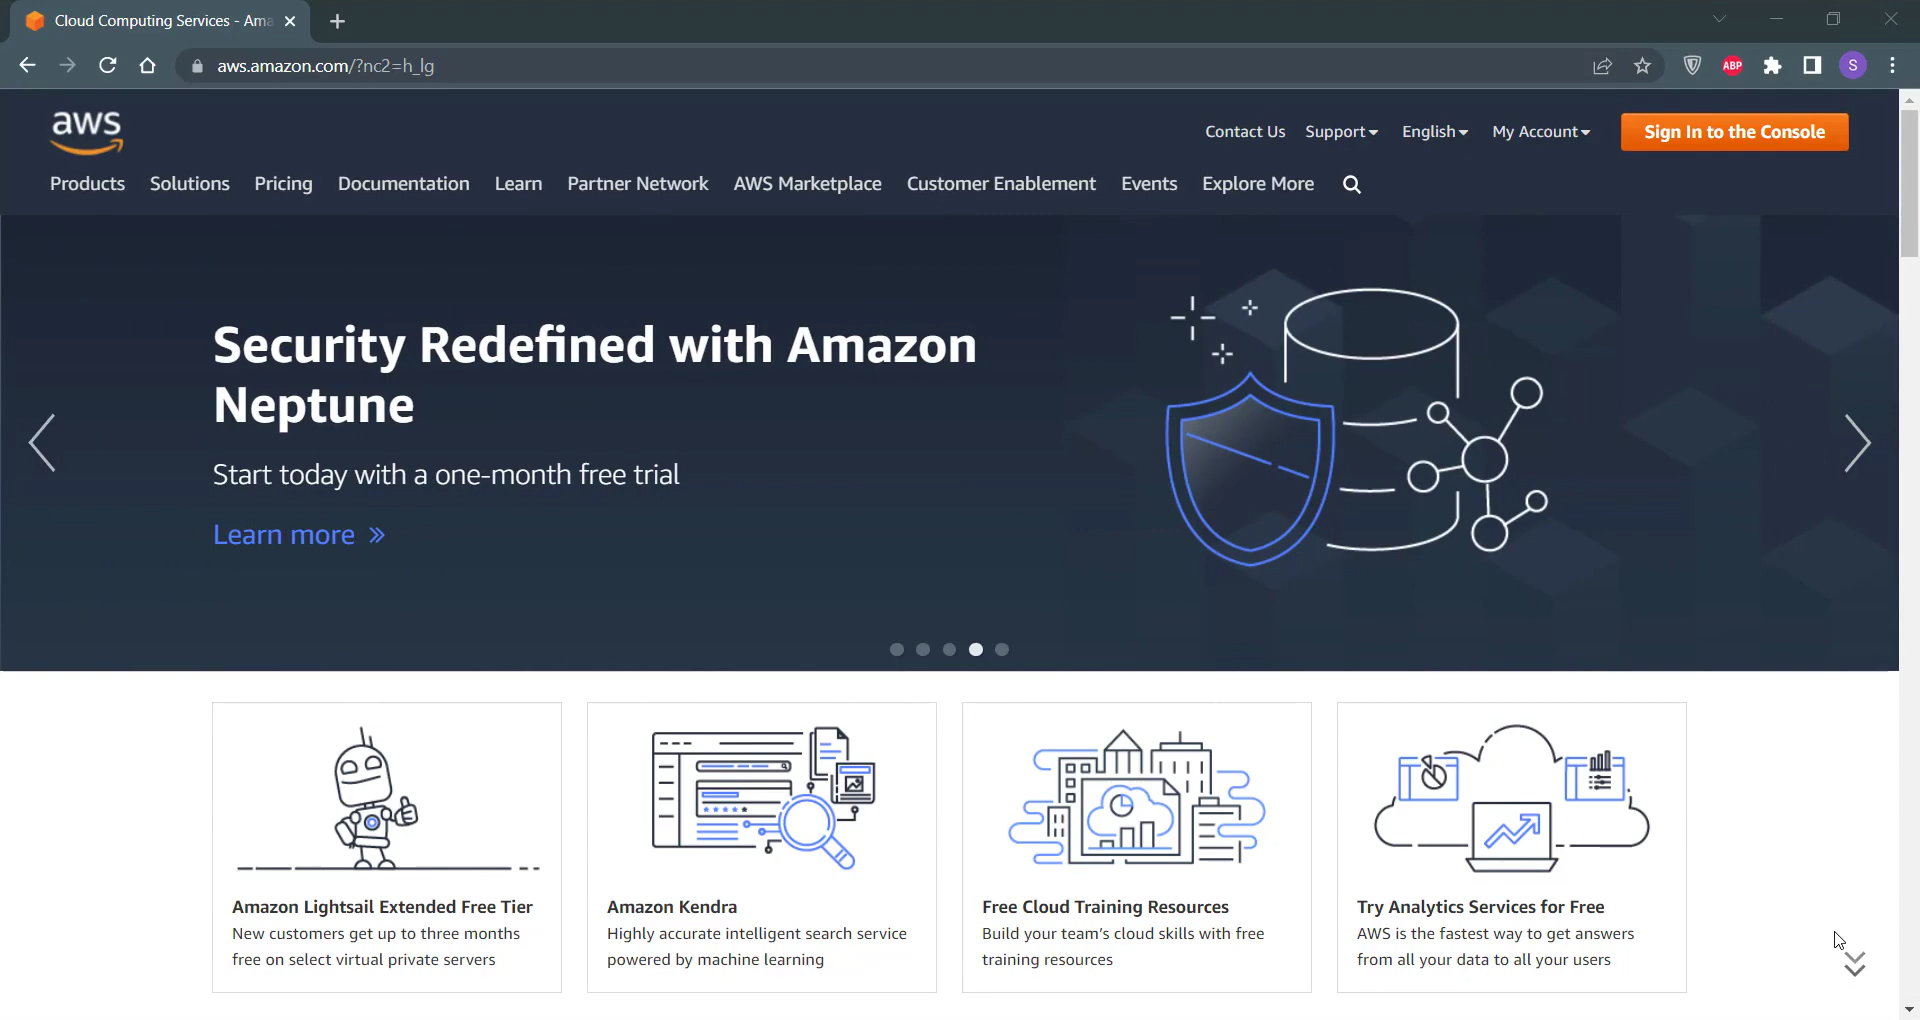 Cloud Computing Services - Ama
aws.amazon.com/?nc2=h_lg
ABP
S
aws
Contact Us Support English My Account Sign In to the Console
Products Solutions Pricing Documentation Learn Partner Network AWS Marketplace Customer Enablement Events Explore More
Security Redefined with Amazon
Neptune
Start today with a one-month free trial
Learn more »
Amazon Lightsail Extended Free Tier
New customers get up to three months
free on select virtual private servers
Amazon Kendra
Highly accurate intelligent search service
powered by machine learning
Free Cloud Training Resources
Build your team's cloud skills with free
training resources
Try Analytics Services for Free
AWS is the fastest way to get answers
from all your data to all your users